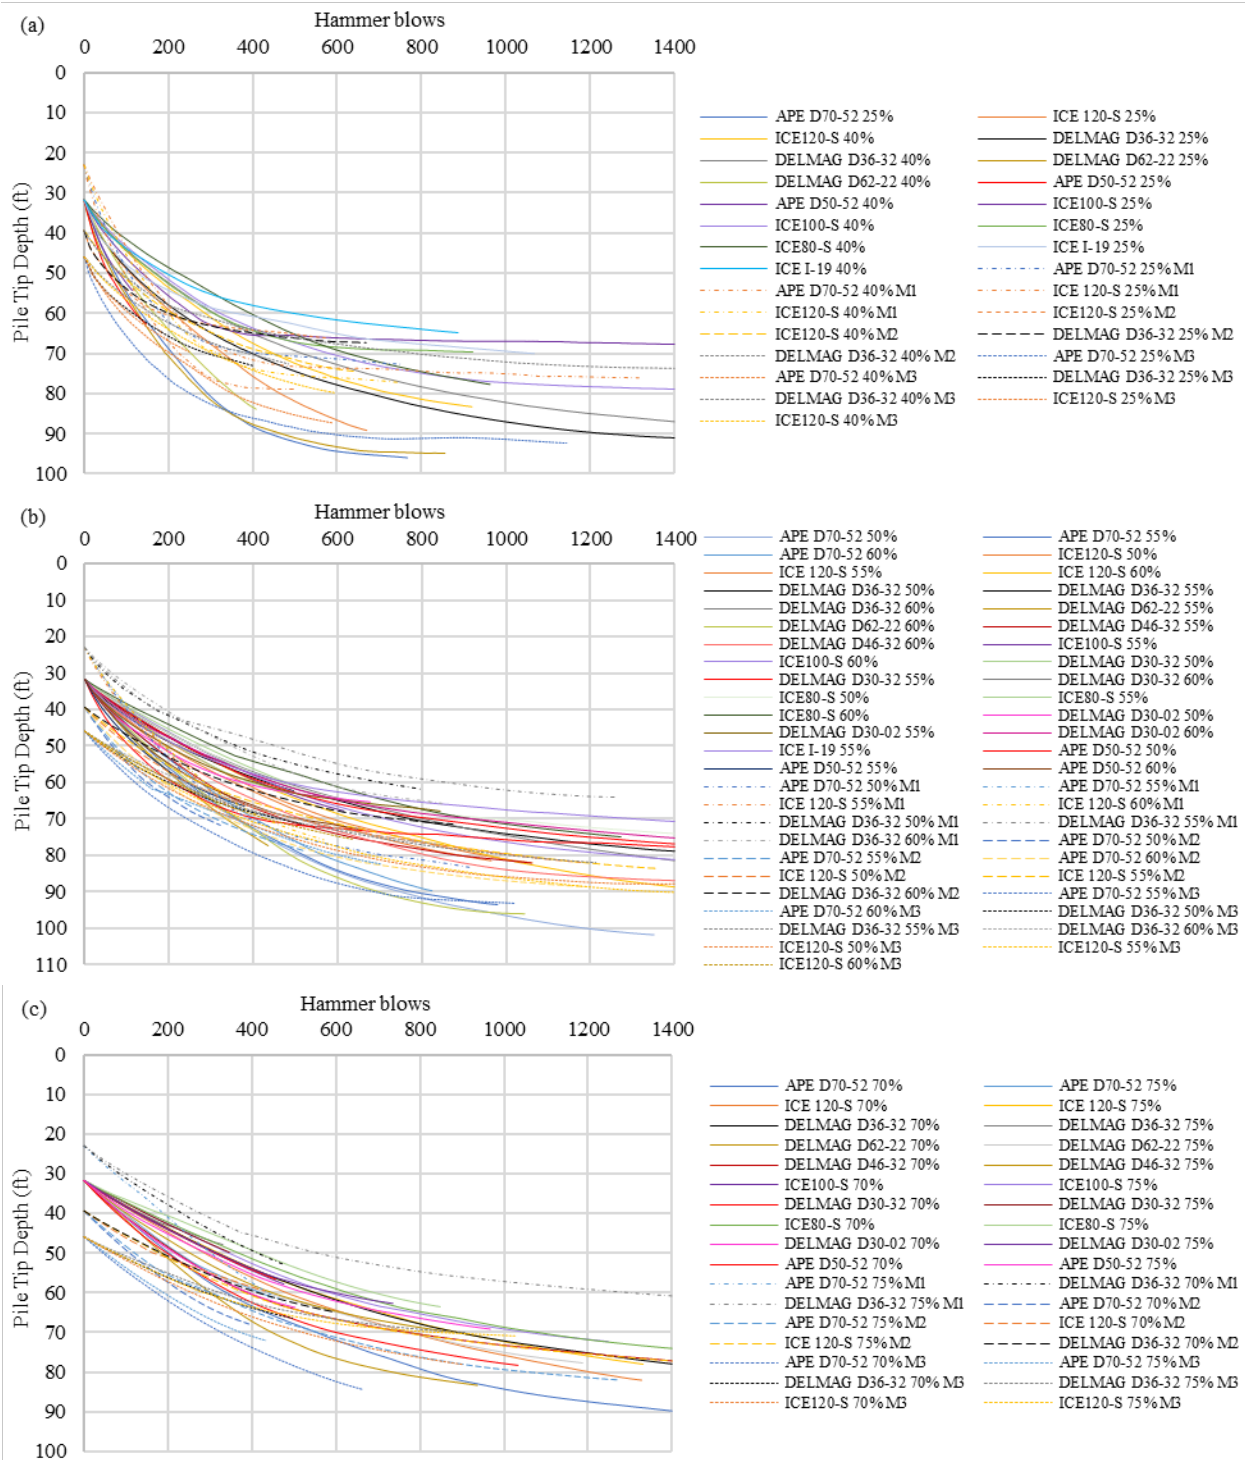 (a)
Hammer blows
0 200 400 600 800 1000 1200 1400
0
10
20
30
40
50
60
70
80
90
100
Pile Tip Depth (ft)
APE D70-52 25% ICE 120-S 25%
ICE120-S 40% DELMAG D36-32 25%
DELMAG D36-32 40% DELMAG D62-22 25%
DELMAG D62-22 40% APE D50-52 25%
APE D50-52 40% ICE100-S 25%
ICE100-S 40% ICE80-S 25%
ICE80-S 40% ICE I-19 25%
ICE I-19 40% APE D70-52 25% M1
APE D70-52 40% M1 ICE 120-S 25% M1
ICE120-S 40% M1 ICE120-S 25% M2
ICE120-S 40% M2 DELMAG D36-32 25% M2
DELMAG D36-32 40% M2 APE D70-52 25% M3
APE D70-52 40% M3 DELMAG D36-32 25% M3
DELMAG D36-32 40% M3 ICE120-S 25% M3
ICE120-S 40% M3
(b)
Hammer blows
0 200 400 600 800 1000 1200 1400
0
10
20
30
40
50
60
70
80
90
100
110
Pile Tip Depth (ft)
APE D70-52 50% APE D70-52 55%
APE D70-52 60% ICE120-S 50%
ICE 120-S 55% ICE 120-S 60%
DELMAG D36-32 50% DELMAG D36-32 55%
DELMAG D36-32 60% DELMAG D62-22 55%
DELMAG D62-22 60% DELMAG D46-32 55%
DELMAG D46-32 60% ICE100-S 55%
ICE100-S 60% DELMAG D30-32 50%
DELMAG D30-32 55% DELMAG D30-32 60%
ICE80-S 50% ICE80-S 55%
ICE80-S 60% DELMAG D30-02 50%
DELMAG D30-02 55% DELMAG D30-02 60%
ICE I-19 55% APE D50-52 50%
APE D50-52 55% APE D50-52 60%
APE D70-52 50% M1 APE D70-52 55% M1
ICE 120-S 55% M1 ICE 120-S 60% M1
DELMAG D36-32 50% M1 DELMAG D36-32 55% M1
DELMAG D36-32 60% M1 APE D70-52 50% M2
APE D70-52 55% M2 APE D70-52 60% M2
ICE 120-S 50% M2 ICE 120-S 55% M2
DELMAG D36-32 60% M2 APE D70-52 55% M3
APE D70-52 60% M3 DELMAG D36-32 50% M3
DELMAG D36-32 55% M3 DELMAG D36-32 60% M3
ICE120-S 50% M3 ICE120-S 55% M3
ICE120-S 60% M3
(c)
Hammer blows
0 200 400 600 800 1000 1200 1400
0
10
20
30
40
50
60
70
80
90
100
Pile Tip Depth (ft)
APE D70-52 70% APE D70-52 75%
ICE 120-S 70% ICE 120-S 75%
DELMAG D36-32 70% DELMAG D36-32 75%
DELMAG D62-22 70% DELMAG D62-22 75%
DELMAG D46-32 70% DELMAG D46-32 75%
ICE100-S 70% ICE100-S 75%
DELMAG D30-32 70% DELMAG D30-32 75%
ICE80-S 70% ICE80-S 75%
DELMAG D30-02 70% DELMAG D30-02 75%
APE D50-52 70% APE D50-52 75%
APE D70-52 75% M1 DELMAG D36-32 70% M1
DELMAG D36-32 75% M1 APE D70-52 70% M2
APE D70-52 75% M2 ICE 120-S 70% M2
ICE 120-S 75% M2 DELMAG D36-32 70% M2
APE D70-52 70% M3 APE D70-52 75% M3
DELMAG D36-32 70% M3 DELMAG D36-32 75% M3
ICE120-S 70% M3 ICE120-S 75% M3